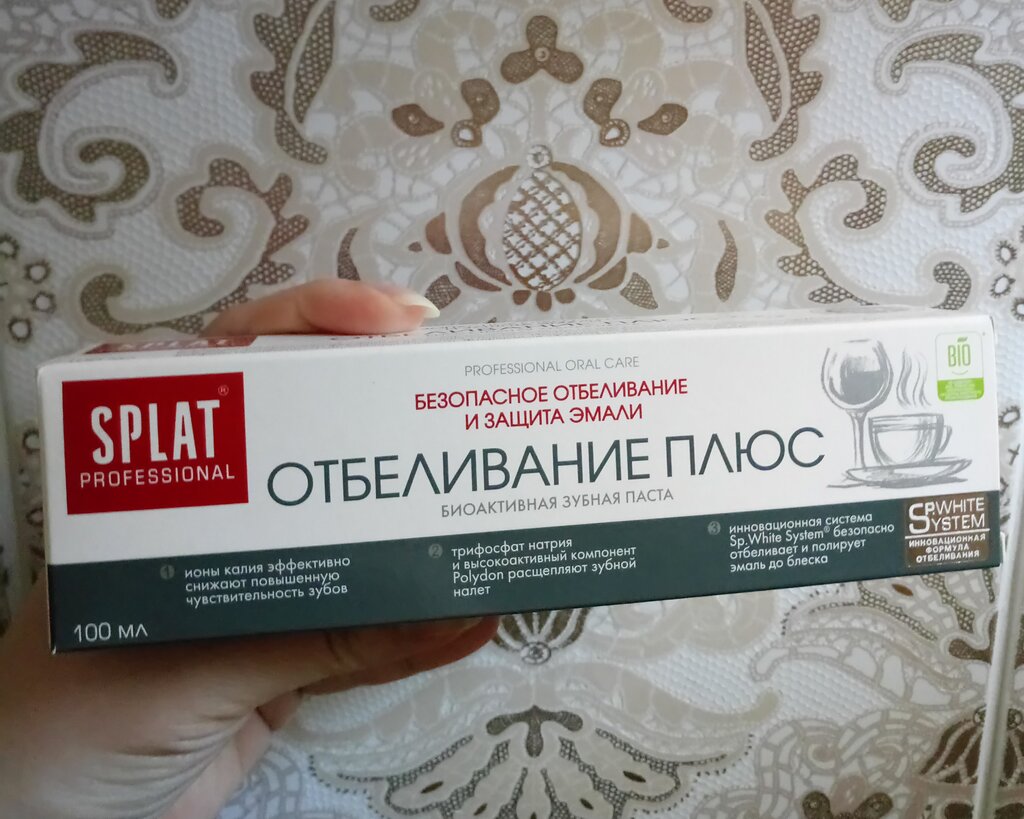 SPLAT®
PROFESSIONAL
PROFESSIONAL ORAL CARE
БЕЗОПАСНОЕ ОТБЕЛИВАНИЕ
И ЗАЩИТА ЭМАЛИ
ОТБЕЛИВАНИЕ ПЛЮС
БИОАКТИВНАЯ ЗУБНАЯ ПАСТА
BIO
1 ионы калия эффективно
снижают повышенную
чувствительность зубов
2 трифосфат натрия
и высокоактивный компонент
Polydon расщепляют зубной
налет
3 инновационная система
Sp.White System® безопасно
отбеливает и полирует
эмаль до блеска
SP.WHITE
SYSTEM
ИННОВАЦИОННАЯ
ФОРМУЛА
ОТБЕЛИВАНИЯ
100 МЛ